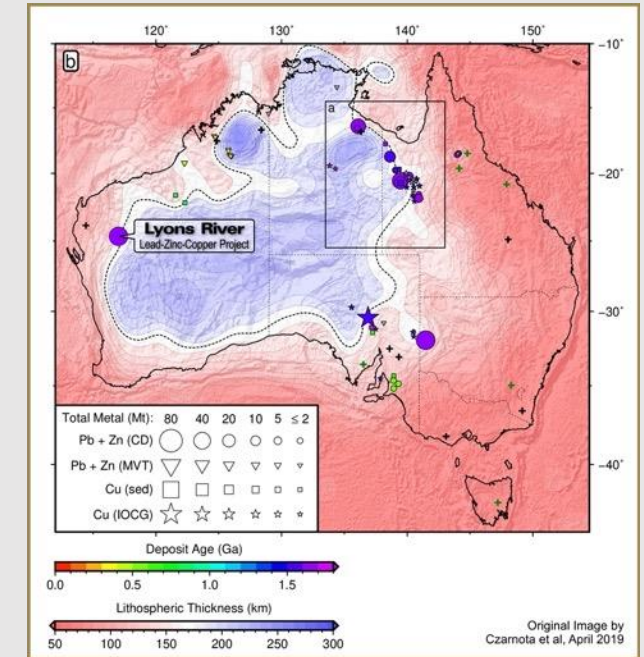 b
120° 130° 140° 150°
−10°
a
−20°
Lyons River
Lead-Zinc-Copper Project
−30°
−40°
Total Metal (Mt): 80 40 20 10 5 ≤ 2
Pb + Zn (CD)
Pb + Zn (MVT)
Cu (sed)
Cu (IOCG)
Deposit Age (Ga)
0.0 0.5 1.0 1.5
Lithospheric Thickness (km)
50 100 150 200 250 300
Original Image by
Czarnota et al, April 2019